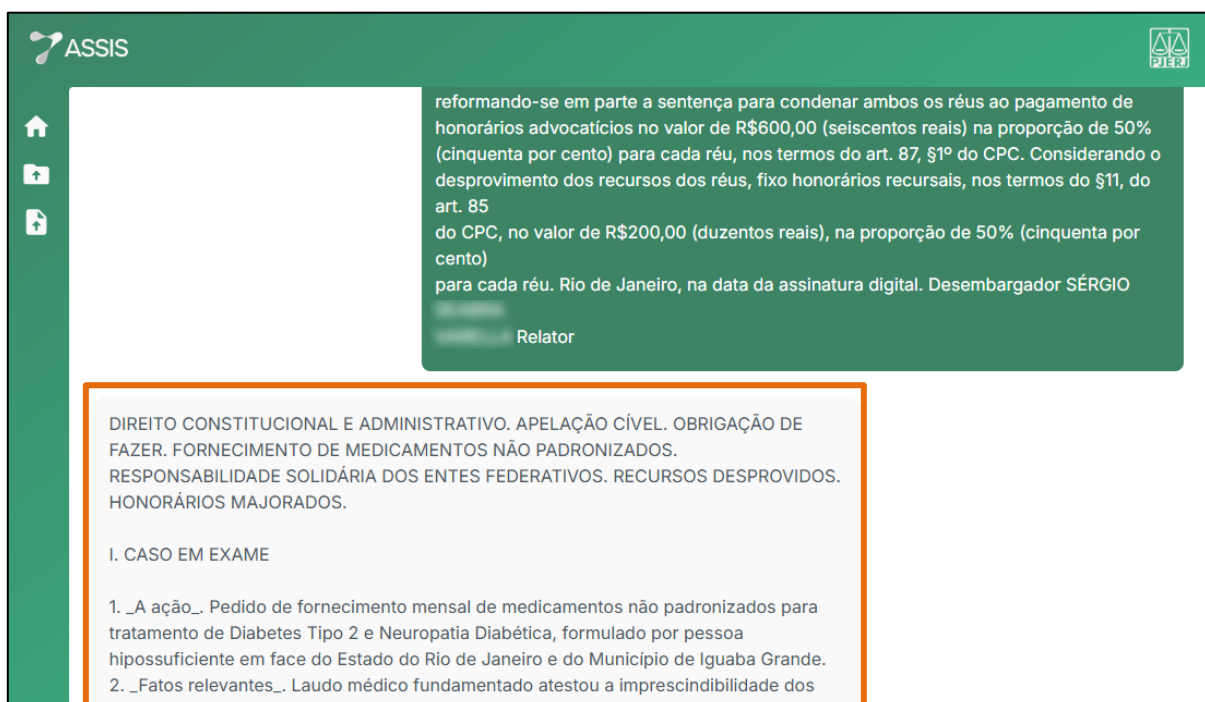 ASSIS
PJERJ
reformando-se em parte a sentença para condenar ambos os réus ao pagamento de
honorários advocatícios no valor de R$600,00 (seiscentos reais) na proporção de 50%
(cinquenta por cento) para cada réu, nos termos do art. 87, §1º do CPC. Considerando o
desprovimento dos recursos dos réus, fixo honorários recursais, nos termos do §11, do
art. 85
do CPC, no valor de R$200,00 (duzentos reais), na proporção de 50% (cinquenta por
cento)
para cada réu. Rio de Janeiro, na data da assinatura digital. Desembargador SÉRGIO
Relator
DIREITO CONSTITUCIONAL E ADMINISTRATIVO. APELAÇÃO CÍVEL. OBRIGAÇÃO DE
FAZER. FORNECIMENTO DE MEDICAMENTOS NÃO PADRONIZADOS.
RESPONSABILIDADE SOLIDÁRIA DOS ENTES FEDERATIVOS. RECURSOS DESPROVIDOS.
HONORÁRIOS MAJORADOS.
I. CASO EM EXAME
1. _A ação_. Pedido de fornecimento mensal de medicamentos não padronizados para
tratamento de Diabetes Tipo 2 e Neuropatia Diabética, formulado por pessoa
hipossuficiente em face do Estado do Rio de Janeiro e do Município de Iguaba Grande.
2. _Fatos relevantes_. Laudo médico fundamentado atestou a imprescindibilidade dos